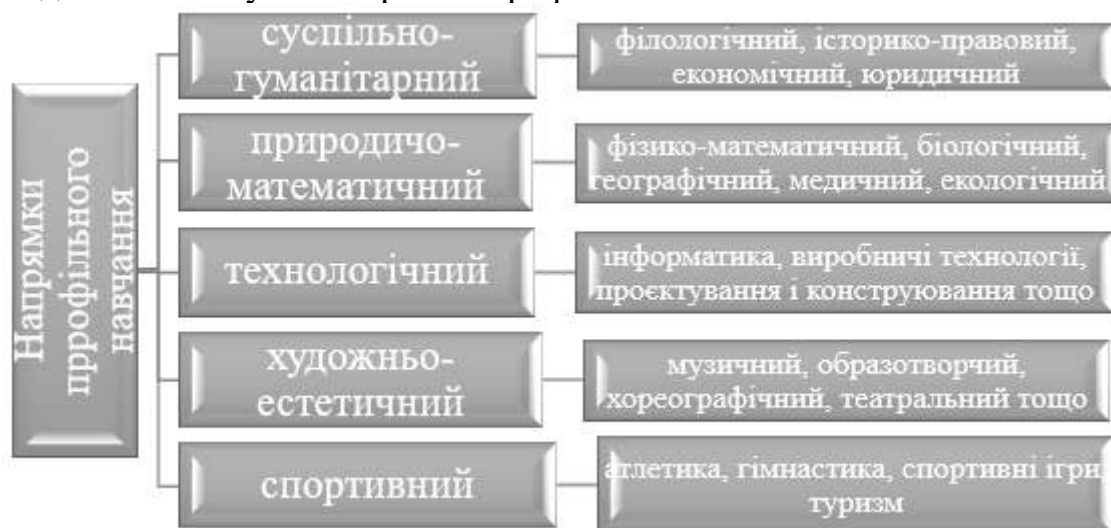 Напрямки
пррофільного
навчання
суспільно-
гуманітарний
філологічний, історико-правовий,
економічний, юридичний
природичо-
математичний
фізико-математичний, біологічний,
географічний, медичний, екологічний
технологічний
інформатика, виробничі технології,
проєктування і конструювання тощо
художньо-
естетичний
музичний, образотворчий,
хореографічний, театральний тощо
спортивний
атлетика, гімнастика, спортивні ігри,
туризм